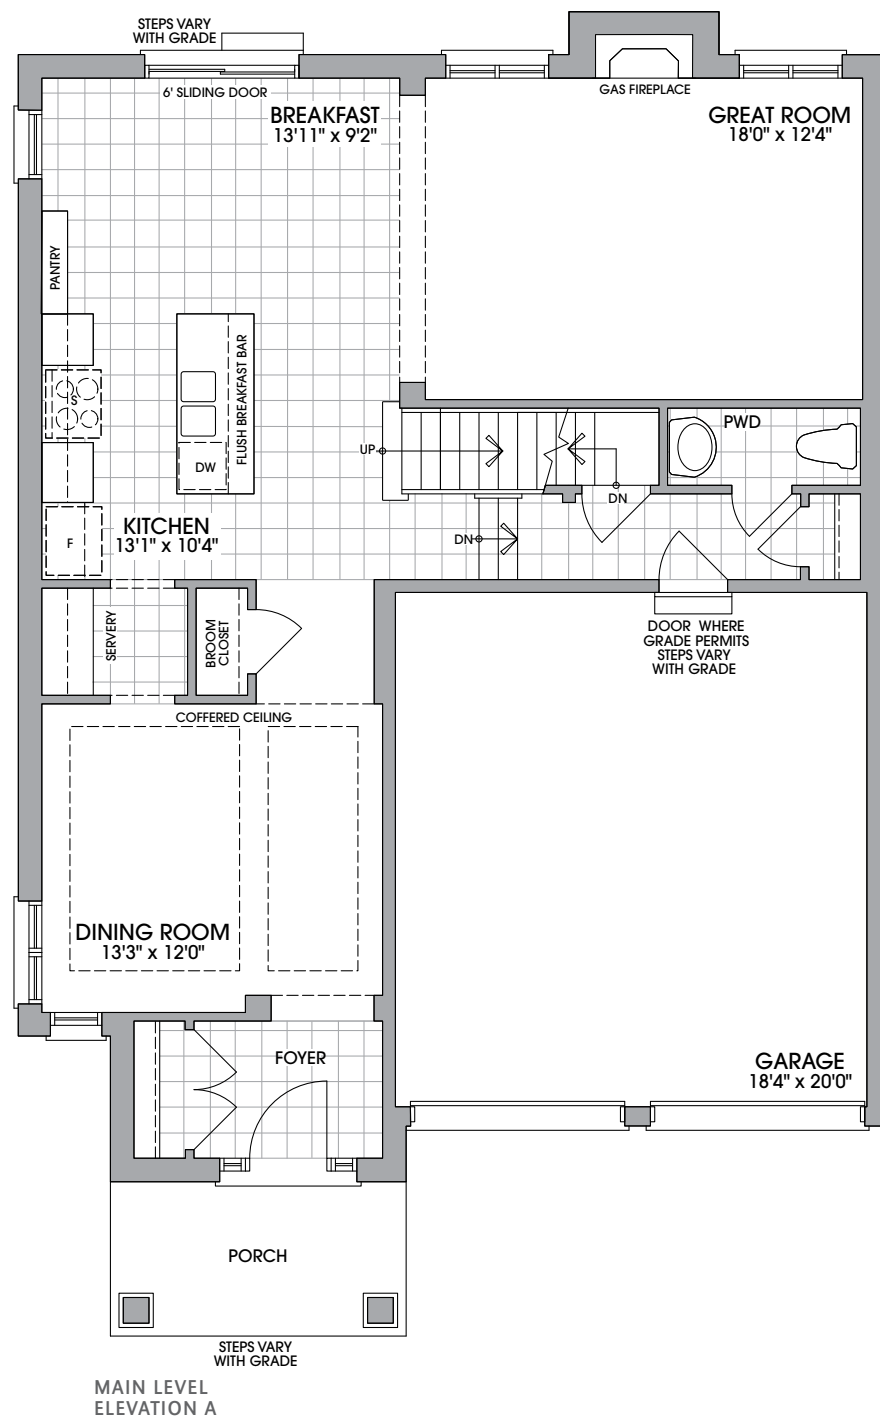 STEPS VARY
WITH GRADE
6' SLIDING DOOR
GAS FIREPLACE
BREAKFAST
13'11" x 9'2"
GREAT ROOM
18'0" x 12'4"
PANTRY
S
FLUSH BREAKFAST BAR
DW
UP
PWD
DN
KITCHEN
13'1" x 10'4"
F
DN
SERVERY
BROOM
CLOSET
DOOR WHERE
GRADE PERMITS
STEPS VARY
WITH GRADE
COFFERED CEILING
DINING ROOM
13'3" x 12'0"
FOYER
GARAGE
18'4" x 20'0"
PORCH
STEPS VARY
WITH GRADE
MAIN LEVEL
ELEVATION A